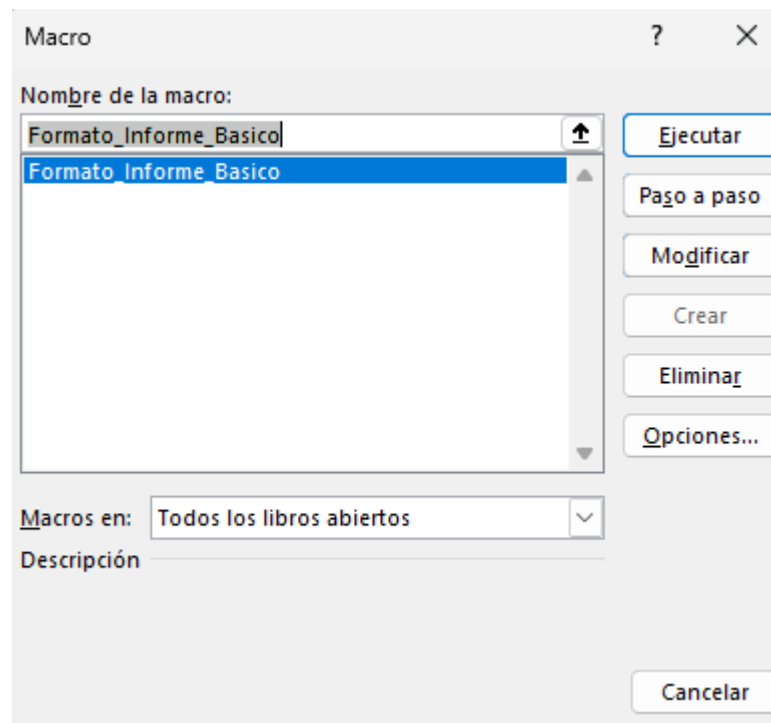 Macro
?
Nombre de la macro:
Formato_Informe_Basico
Formato_Informe_Basico
Ejecutar
Paso a paso
Modificar
Crear
Eliminar
Opciones...
Macros en:
Todos los libros abiertos
Descripción
Cancelar